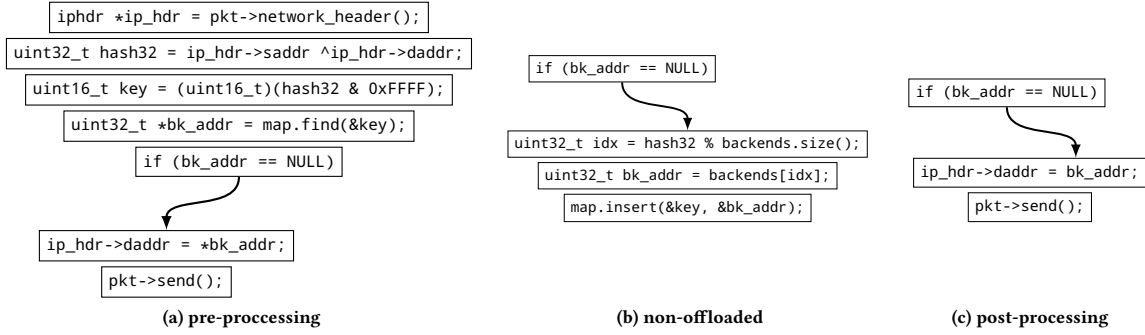 iphdr *ip_hdr = pkt->network_header();
uint32_t hash32 = ip_hdr->saddr ^ip_hdr->daddr;
uint16_t key = (uint16_t)(hash32 & 0xFFFF);
uint32_t *bk_addr = map.find(&key);
if (bk_addr == NULL)
ip_hdr->daddr = *bk_addr;
pkt->send();
(a) pre-proccessing
if (bk_addr == NULL)
uint32_t idx = hash32 % backends.size();
uint32_t bk_addr = backends[idx];
map.insert(&key, &bk_addr);
(b) non-offloaded
if (bk_addr == NULL)
ip_hdr->daddr = bk_addr;
pkt->send();
(c) post-processing